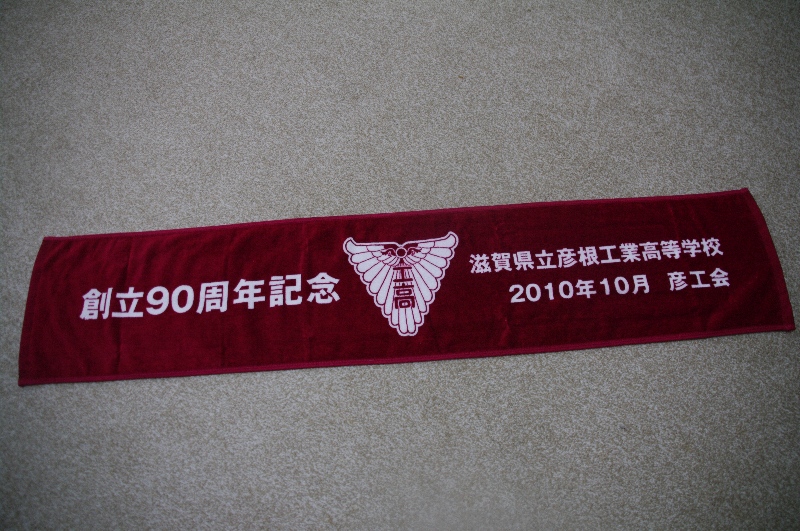 創立90周年記念
高
滋賀県立彦根工業高等学校
2010年10月 彦工会